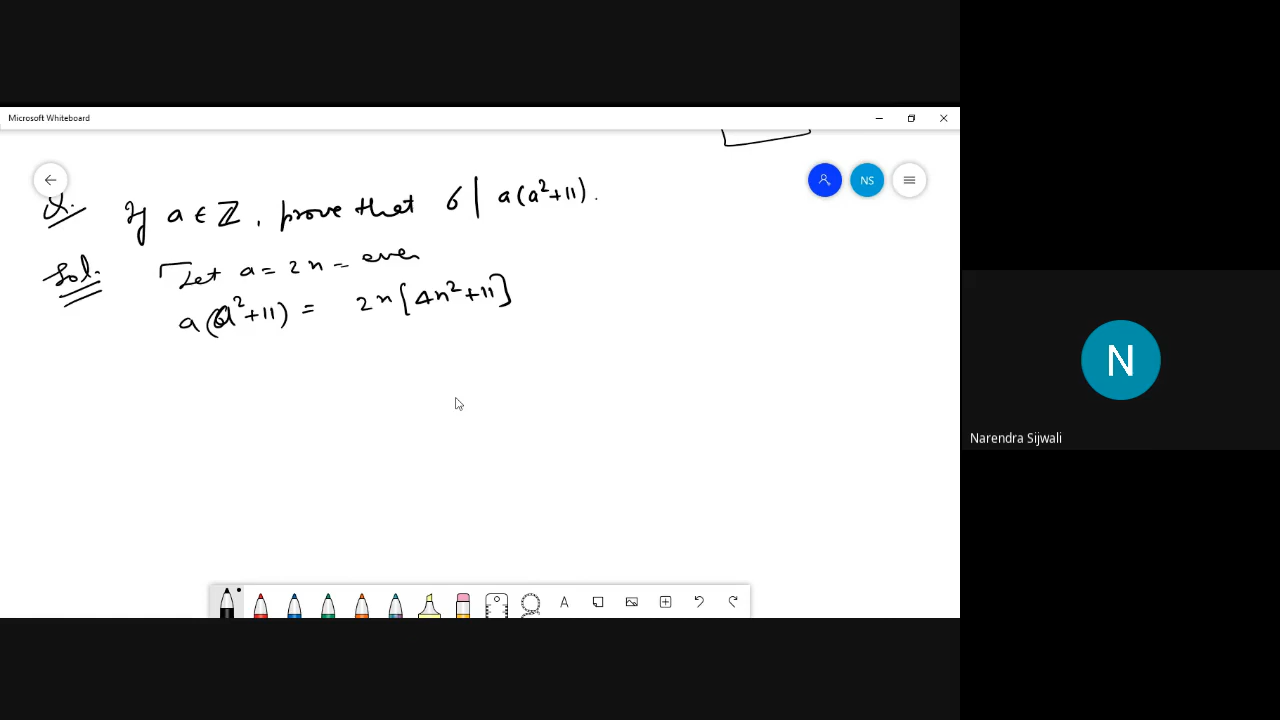 Microsoft Whiteboard
NS
Q. If a ∈ ℤ, prove that 6 | a(a²+11).
Sol. Let a = 2n = even
a(a²+11) = 2n[4n²+11]
N
Narendra Sijwali
A